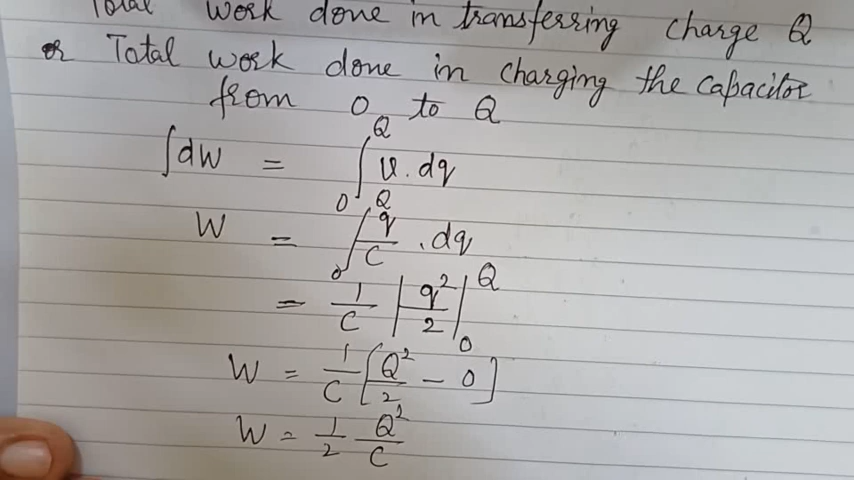 Total work done in transferring charge Q
or Total work done in charging the capacitor
from 0 to Q
∫dW = ∫₀^Q v. dq
W = ∫₀^Q q/C . dq
= 1/C |q²/2|₀^Q
W = 1/C [Q²/2 - 0]
W = 1/2 Q²/C